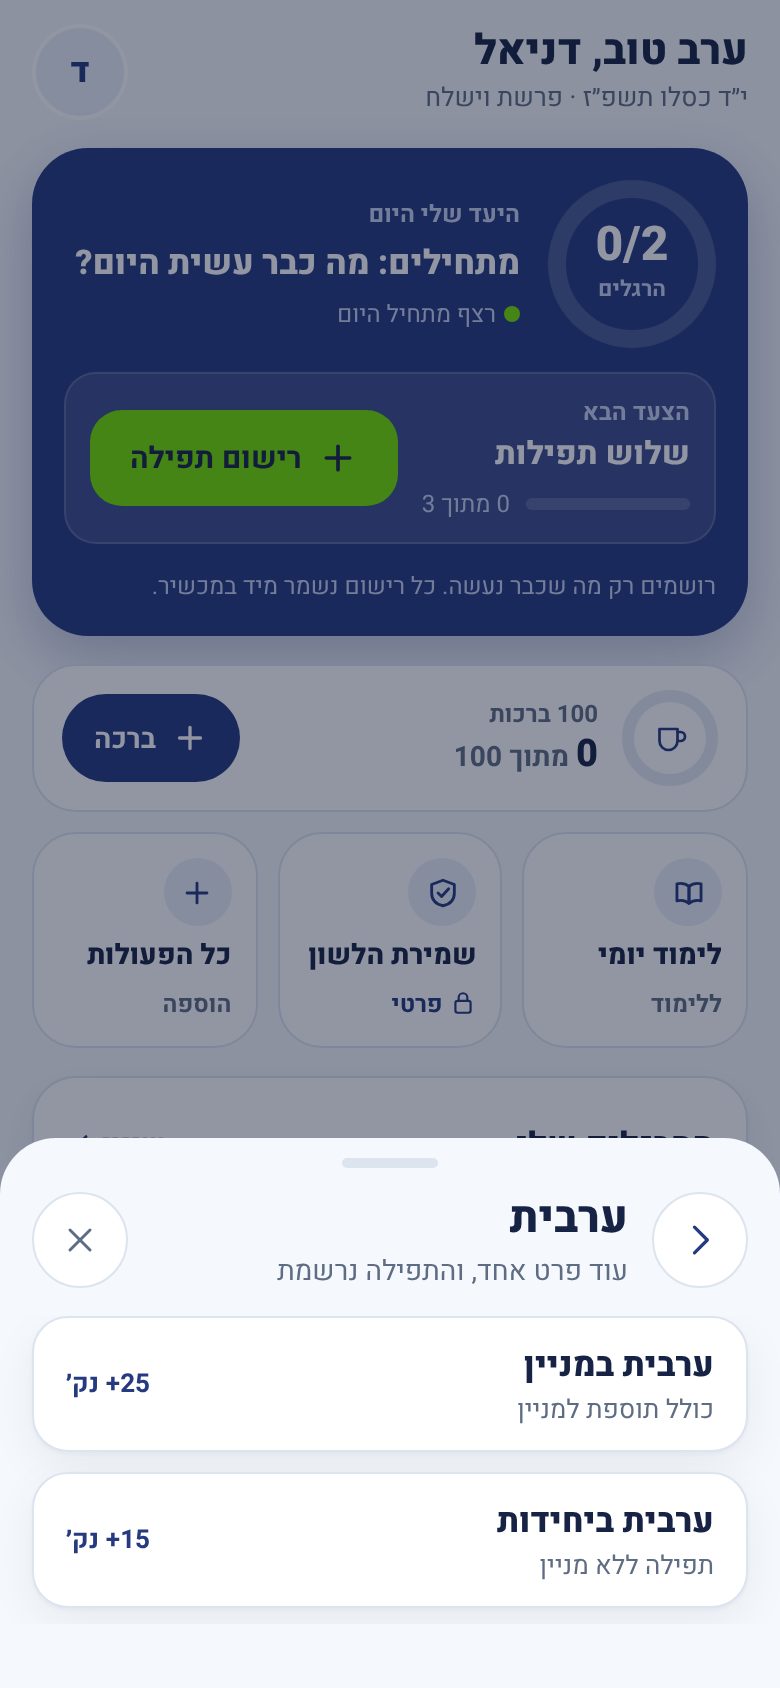 ערב טוב, דניאל
ד
י״ד כסלו תשפ״ז · פרשת וישלח
0/2
הרגלים
היעד שלי היום
מתחילים: מה כבר עשית היום?
רצף מתחיל היום
הצעד הבא
שלוש תפילות
0 מתוך 3
רישום תפילה
רושמים רק מה שכבר נעשה. כל רישום נשמר מיד במכשיר.
100 ברכות
0 מתוך 100
ברכה
לימוד יומי
ללימוד
שמירת הלשון
פרטי
כל הפעולות
הוספה
ערבית
עוד פרט אחד, והתפילה נרשמת
ערבית במניין
כולל תוספת למניין
+25 נק׳
ערבית ביחידות
תפילה ללא מניין
+15 נק׳